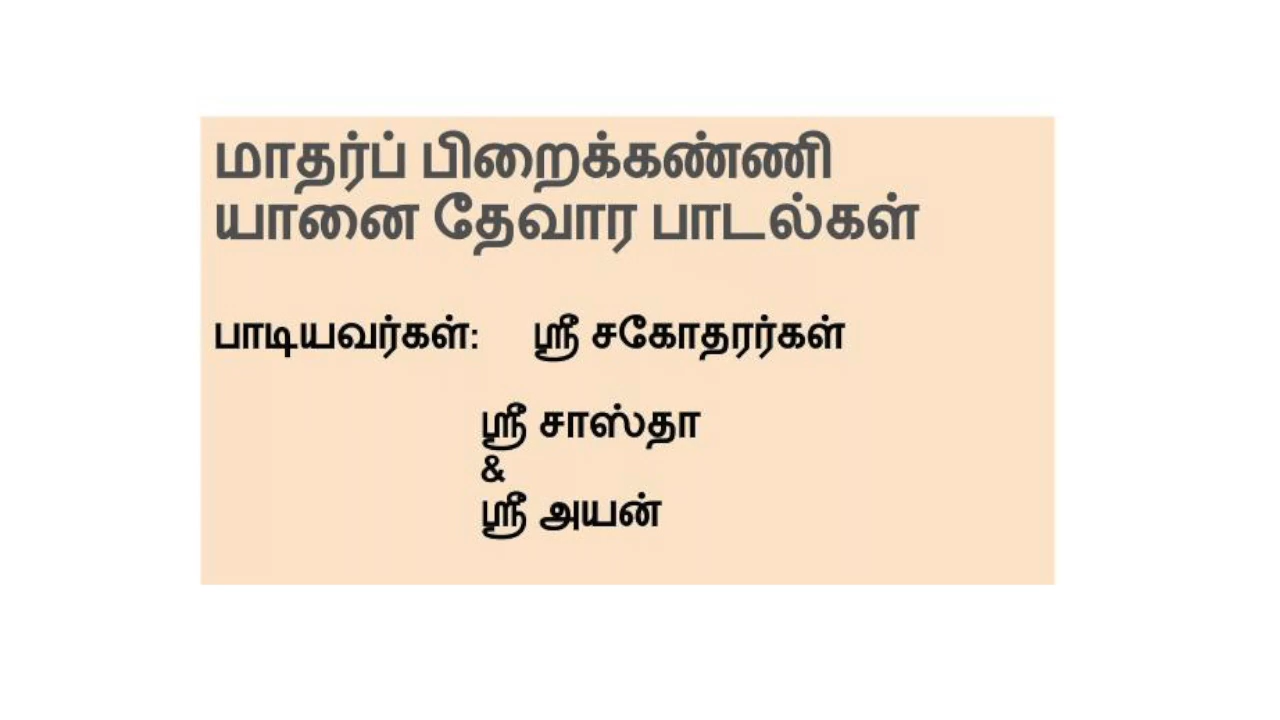 மாதர்ப் பிறைக்கண்ணி
யானை தேவார பாடல்கள்
பாடியவர்கள்: ஸ்ரீ சகோதரர்கள்
ஸ்ரீ சாஸ்தா
&
ஸ்ரீ அயன்